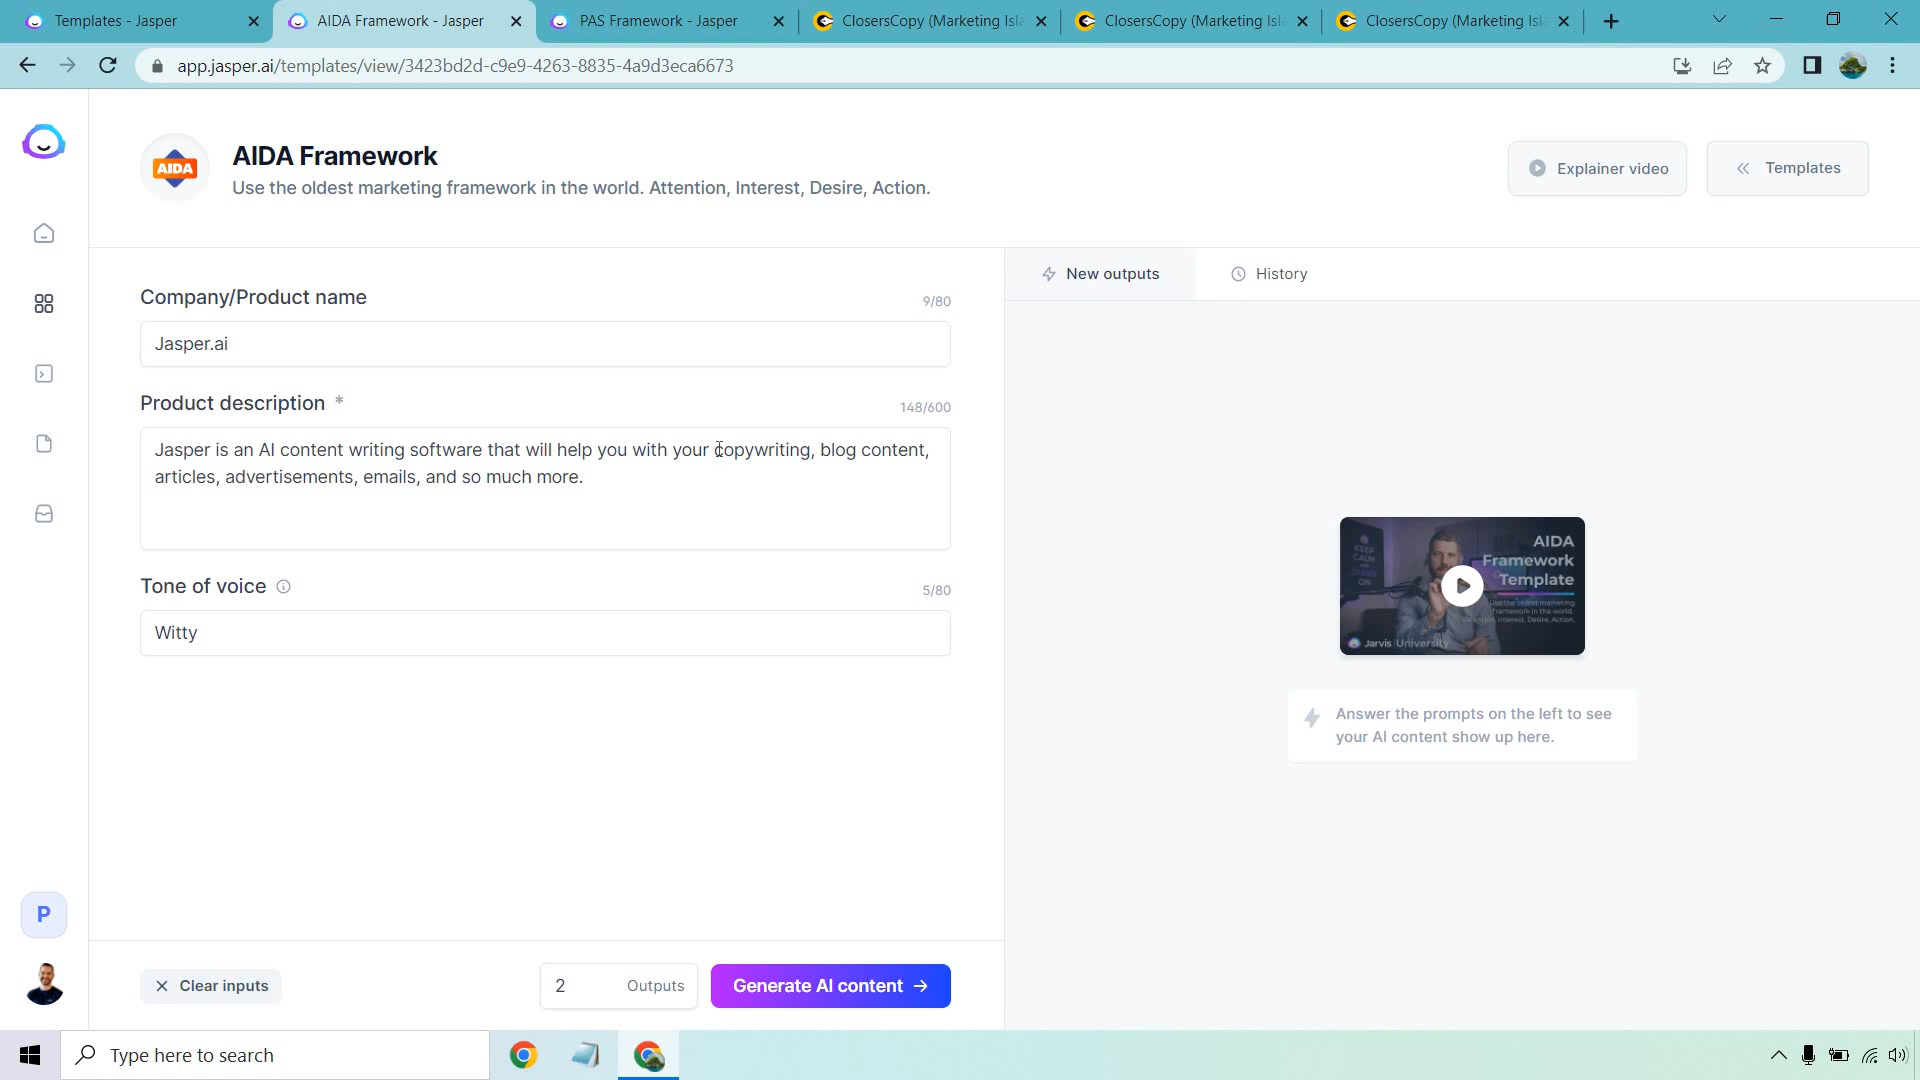 Templates - Jasper
AIDA Framework - Jasper
PAS Framework - Jasper
ClosersCopy (Marketing Isla
ClosersCopy (Marketing Isla
ClosersCopy (Marketing Isla
app.jasper.ai/templates/view/3423bd2d-c9e9-4263-8835-4a9d3eca6673
AIDA
AIDA Framework
Use the oldest marketing framework in the world. Attention, Interest, Desire, Action.
Explainer video
Templates
Company/Product name
9/80
Jasper.ai
Product description *
148/600
Jasper is an AI content writing software that will help you with your copywriting, blog content,
articles, advertisements, emails, and so much more.
Tone of voice
5/80
Witty
New outputs
History
KEEP
CALM
AIDA
Framework
Template
Use the oldest marketing
framework in the world.
Attention, Interest, Desire, Action.
Jarvis University
Answer the prompts on the left to see
your AI content show up here.
P
Clear inputs
2 Outputs
Generate AI content
Type here to search